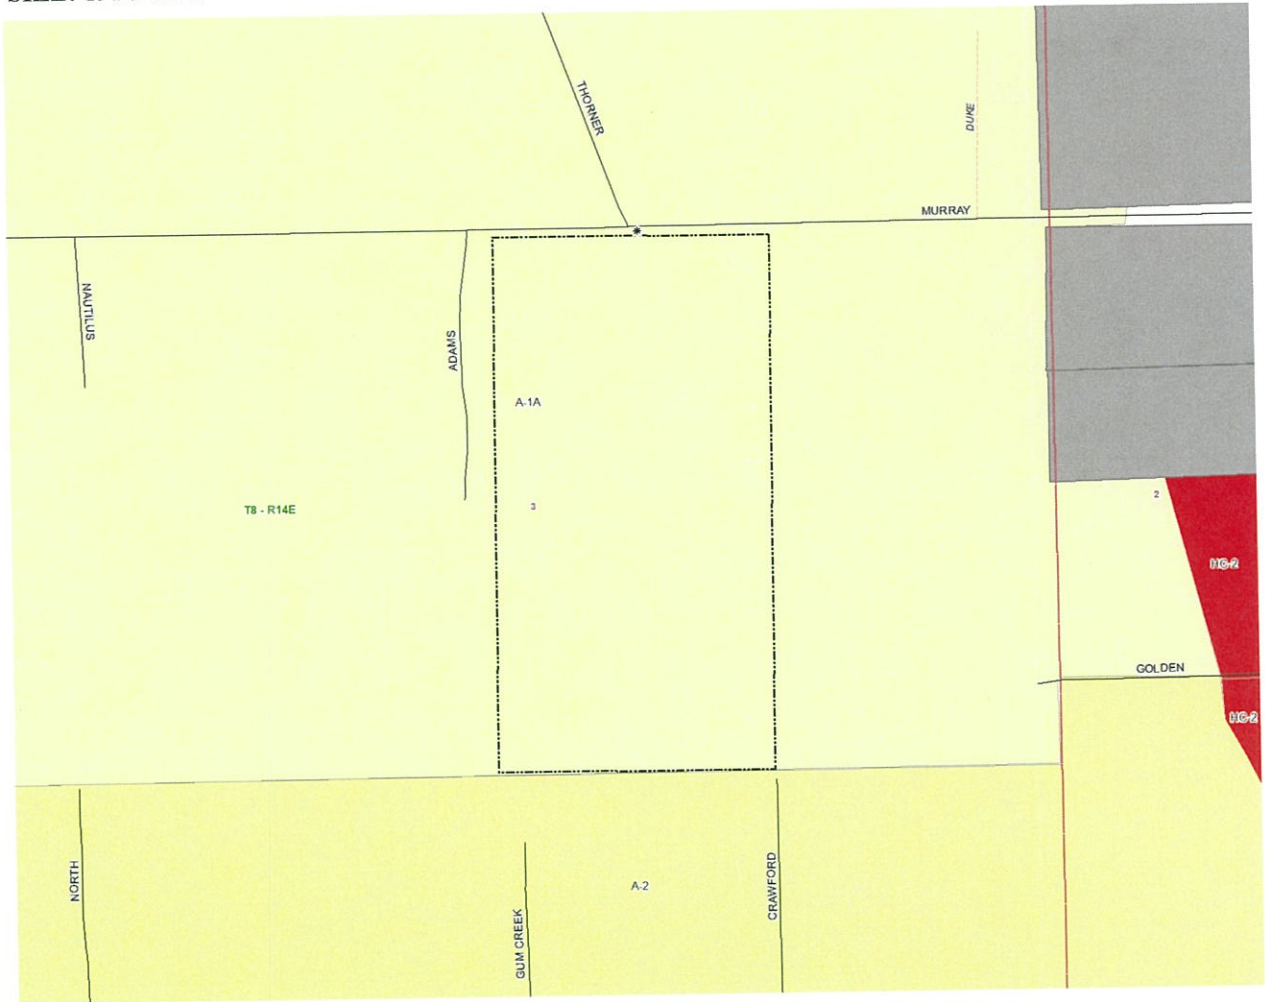 THORNER
DUKE
MURRAY
NAUTILUS
ADAMS
A-1A
3
T8 - R14E
2
HC-2
GOLDEN
HC-2
NORTH
GUM CREEK
A-2
CRAWFORD